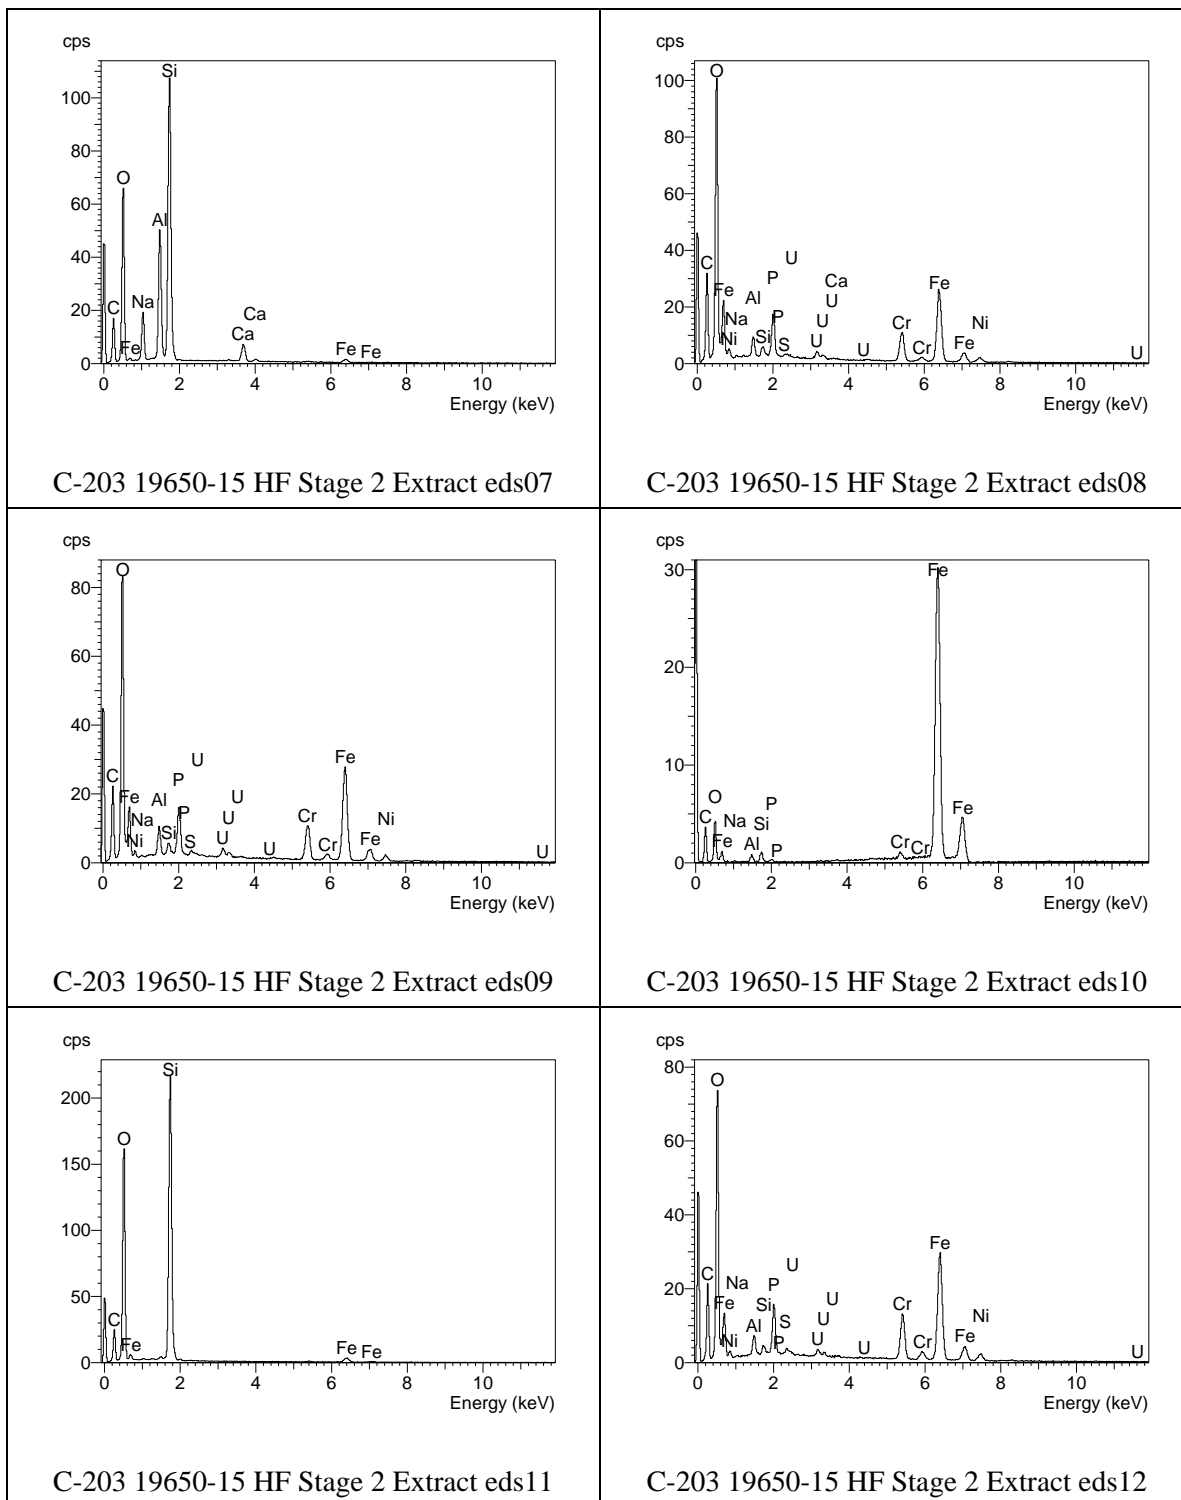 cps
100
80
60
40
20
0
Si
O
Al
Na
C
Fe
Ca
Ca
Fe
Fe
0 2 4 6 8 10
Energy (keV)
C-203 19650-15 HF Stage 2 Extract eds07
cps
100
80
60
40
20
0
O
C
U
P
Ca
Fe
Al
U
Na
P
U
Ni
Si
S
U
U
Cr
Cr
Fe
Ni
Fe
U
0 2 4 6 8 10
Energy (keV)
C-203 19650-15 HF Stage 2 Extract eds08
cps
80
60
40
20
0
O
C
Fe
Na
Ni
Al
Si
P
P
S
U
U
U
U
U
Cr
Cr
Fe
Fe
Ni
U
0 2 4 6 8 10
Energy (keV)
C-203 19650-15 HF Stage 2 Extract eds09
cps
30
20
10
0
Fe
O
C
Fe
Na
Al
Si
P
P
Cr
Cr
Fe
0 2 4 6 8 10
Energy (keV)
C-203 19650-15 HF Stage 2 Extract eds10
cps
200
150
100
50
0
Si
O
C
Fe
Fe
Fe
0 2 4 6 8 10
Energy (keV)
C-203 19650-15 HF Stage 2 Extract eds11
cps
80
60
40
20
0
O
C
Na
Fe
Ni
Al
Si
P
P
S
U
U
U
U
U
Cr
Cr
Fe
Fe
Ni
U
0 2 4 6 8 10
Energy (keV)
C-203 19650-15 HF Stage 2 Extract eds12